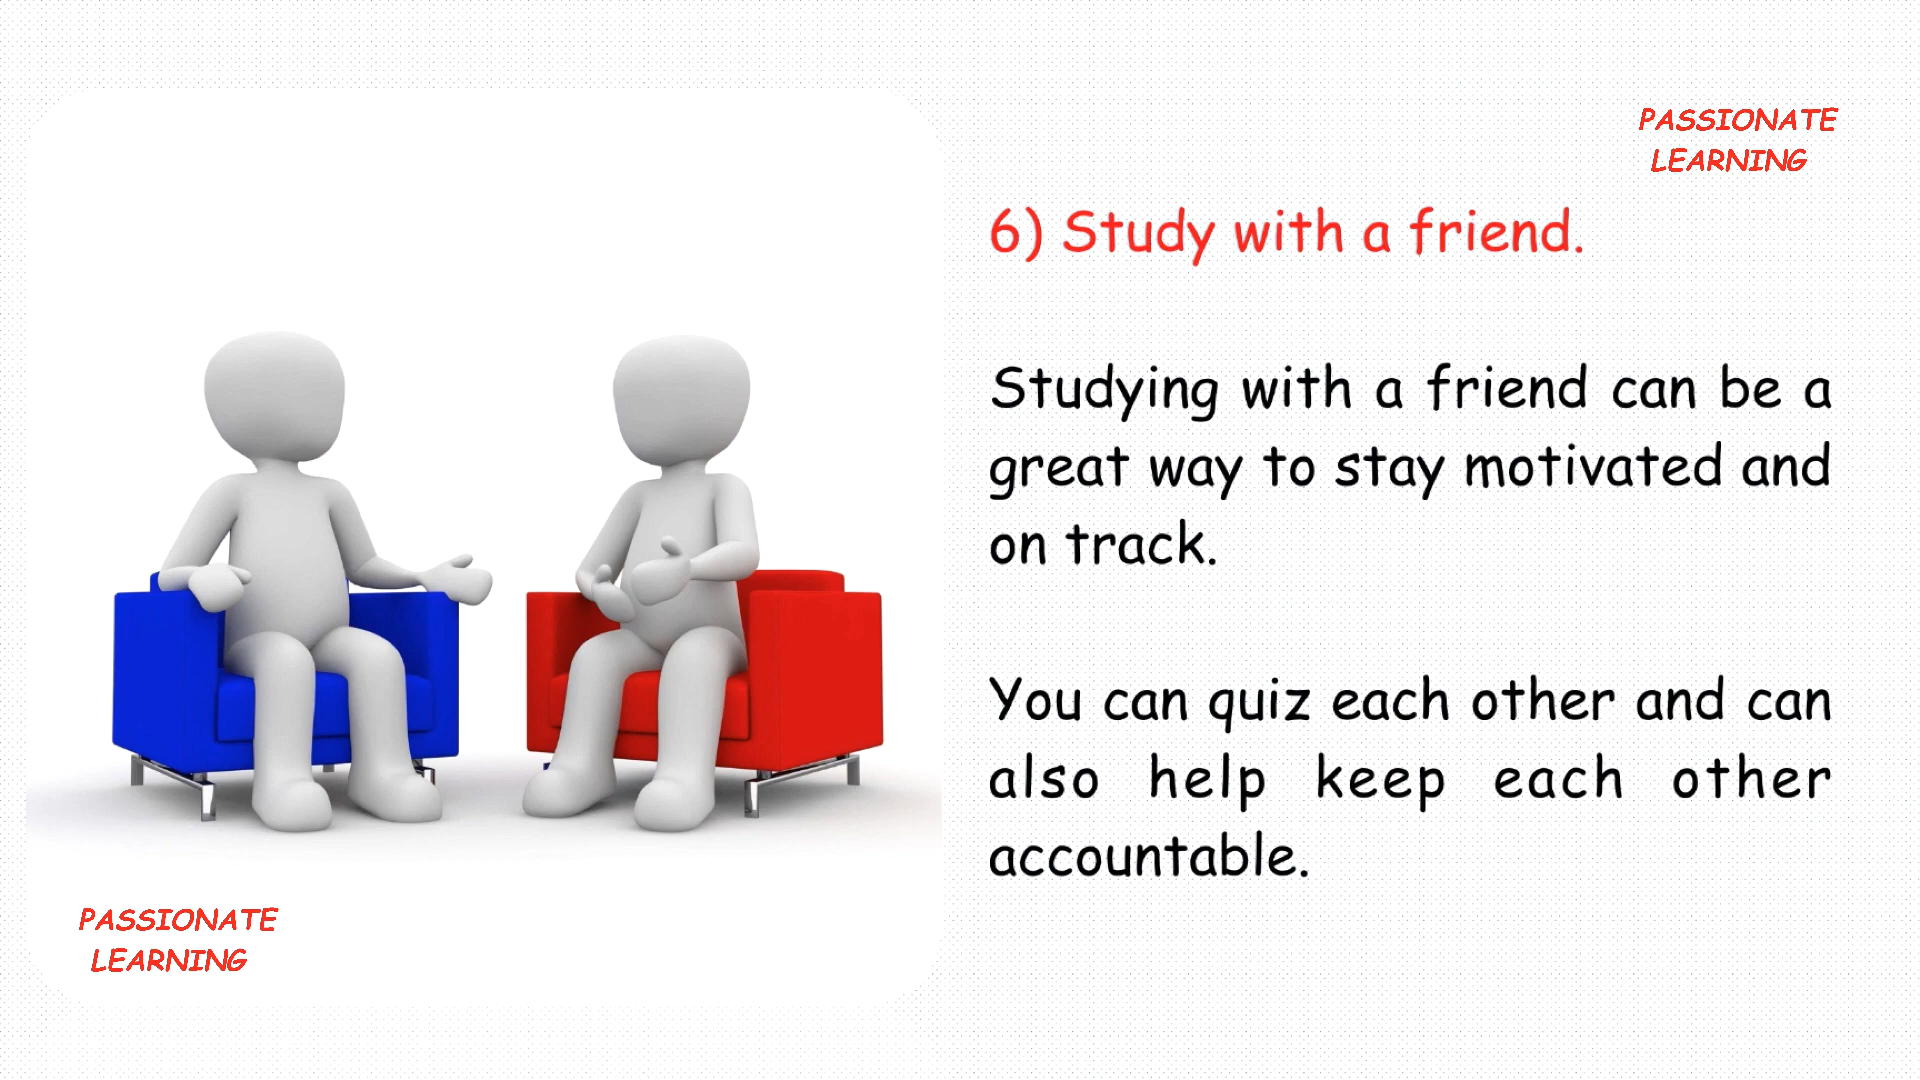 PASSIONATE
LEARNING
6) Study with a friend.
Studying with a friend can be a
great way to stay motivated and
on track.
You can quiz each other and can
also help keep each other
accountable.
PASSIONATE
LEARNING